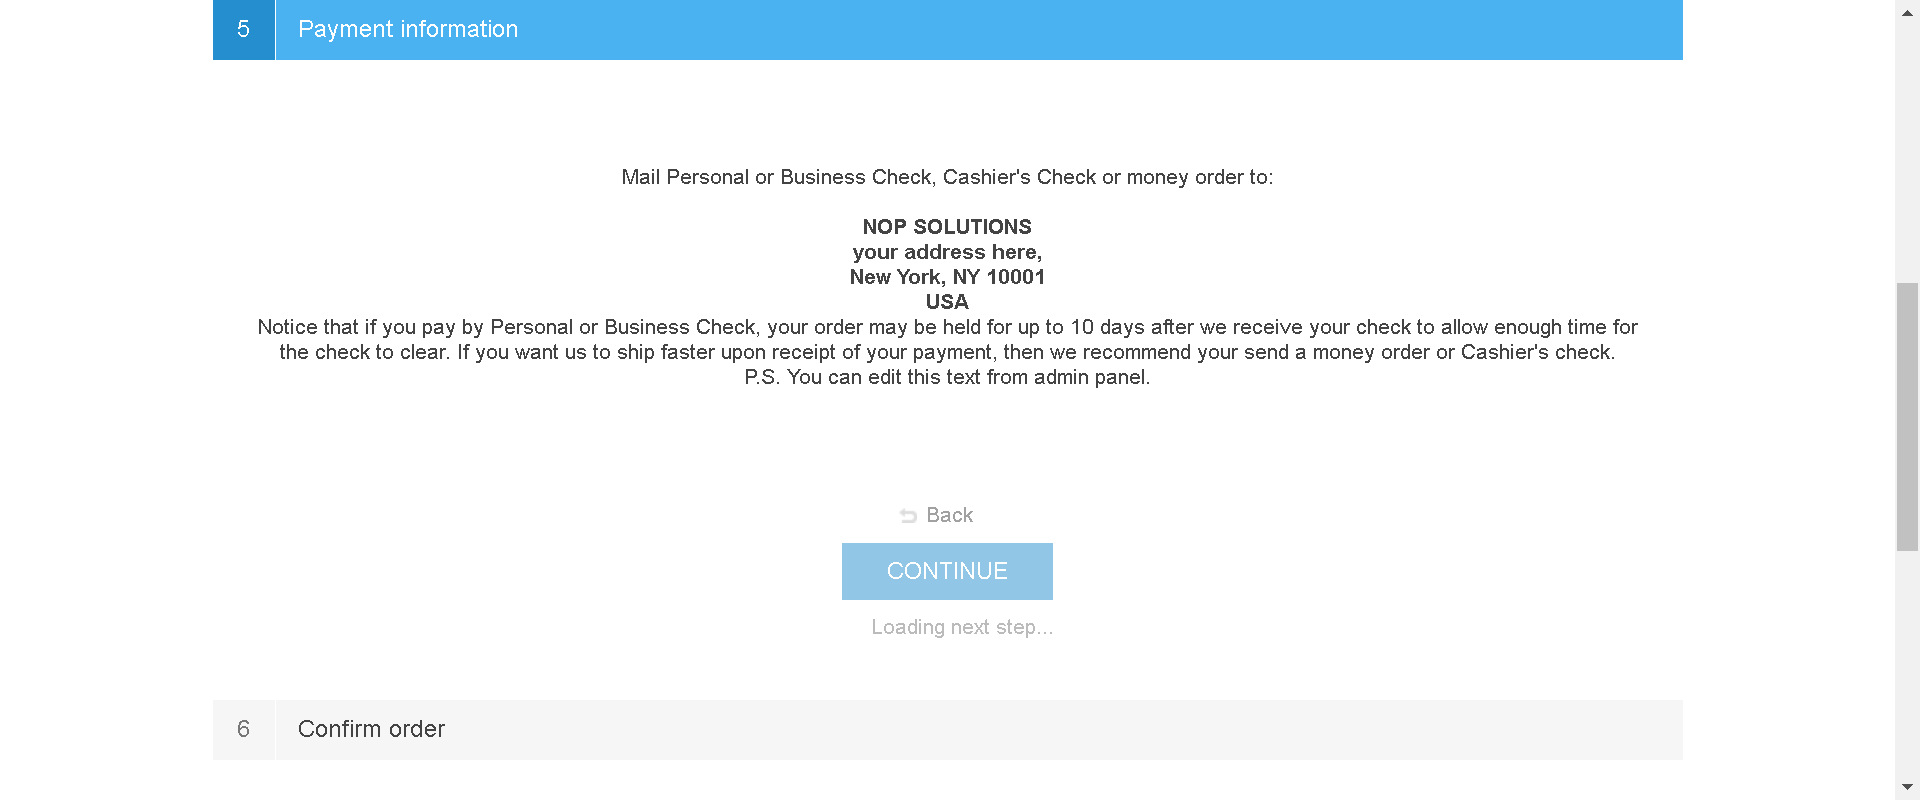 5 Payment information
Mail Personal or Business Check, Cashier's Check or money order to:
NOP SOLUTIONS
your address here,
New York, NY 10001
USA
Notice that if you pay by Personal or Business Check, your order may be held for up to 10 days after we receive your check to allow enough time for
the check to clear. If you want us to ship faster upon receipt of your payment, then we recommend your send a money order or Cashier's check.
P.S. You can edit this text from admin panel.
Back
CONTINUE
Loading next step...
6 Confirm order